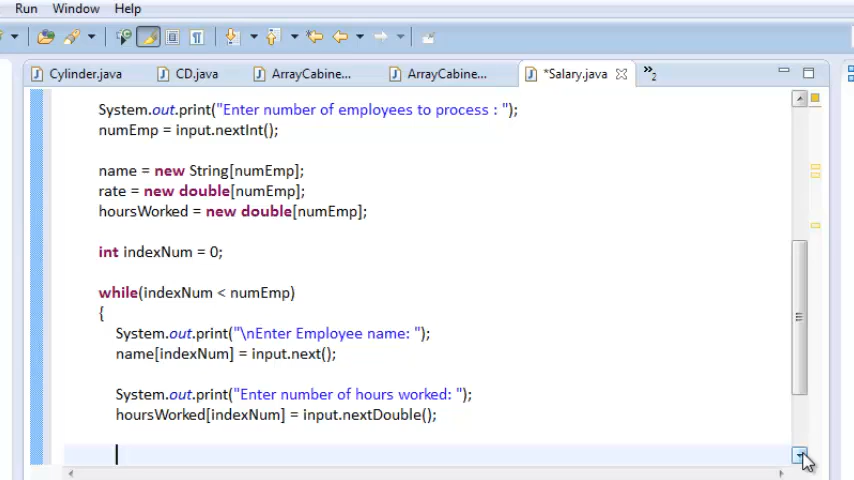 Run Window Help
Cylinder.java CD.java ArrayCabine... ArrayCabine... *Salary.java »2
System.out.print("Enter number of employees to process : ");
numEmp = input.nextInt();
name = new String[numEmp];
rate = new double[numEmp];
hoursWorked = new double[numEmp];
int indexNum = 0;
while(indexNum < numEmp)
{
System.out.print("\nEnter Employee name: ");
name[indexNum] = input.next();
System.out.print("Enter number of hours worked: ");
hoursWorked[indexNum] = input.nextDouble();